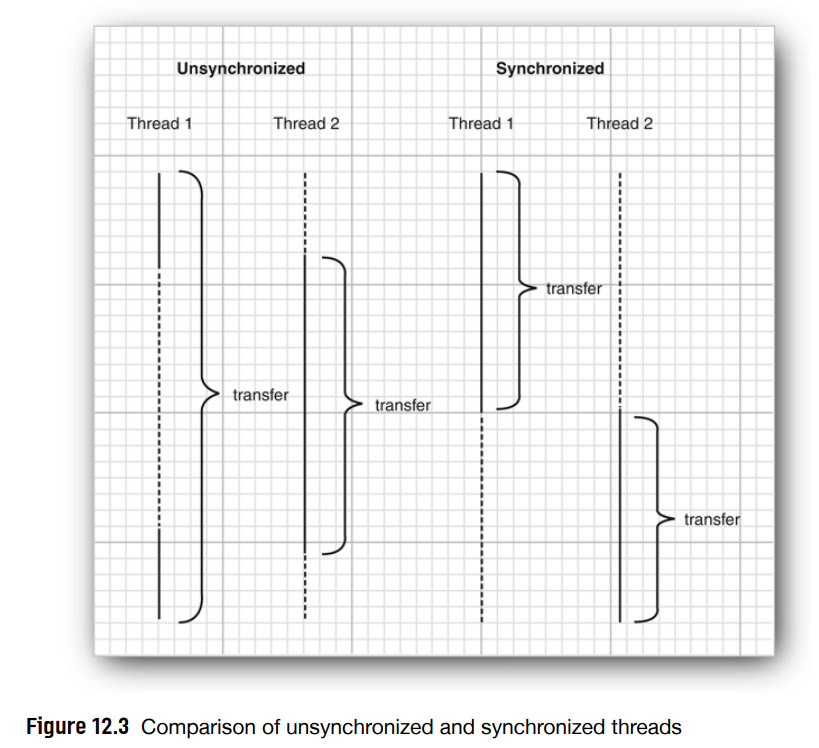 Unsynchronized Synchronized
Thread 1 Thread 2 Thread 1 Thread 2
transfer
transfer
transfer
transfer
Figure 12.3 Comparison of unsynchronized and synchronized threads